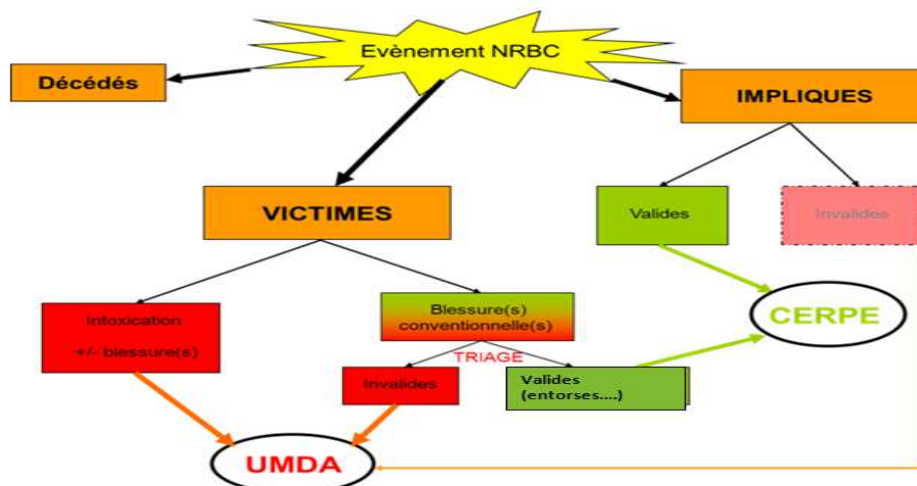 Evènement NRBC
Décédés
IMPLIQUES
VICTIMES
Valides
Invalides
Intoxication
+/- blessure(s)
Blessure(s)
conventionnelle(s)
CERPE
TRIAGE
Invalides
Valides
(entorses....)
UMDA